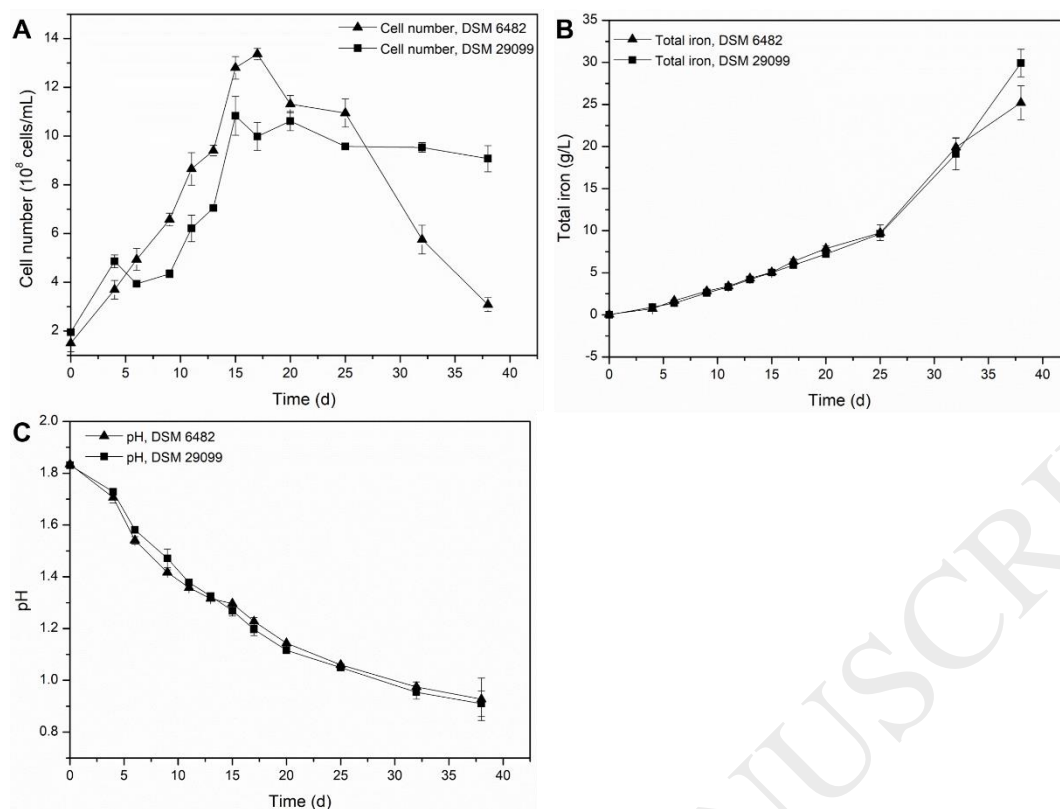 A
Cell number, DSM 6482
Cell number, DSM 29099
14
12
10
8
6
4
2
Cell number (10⁸ cells/mL)
0 5 10 15 20 25 30 35 40
Time (d)
B
Total iron, DSM 6482
Total iron, DSM 29099
35
30
25
20
15
10
5
0
-5
Total iron (g/L)
0 5 10 15 20 25 30 35 40
Time (d)
C
pH, DSM 6482
pH, DSM 29099
2.0
1.8
1.6
1.4
1.2
1.0
0.8
pH
0 5 10 15 20 25 30 35 40
Time (d)